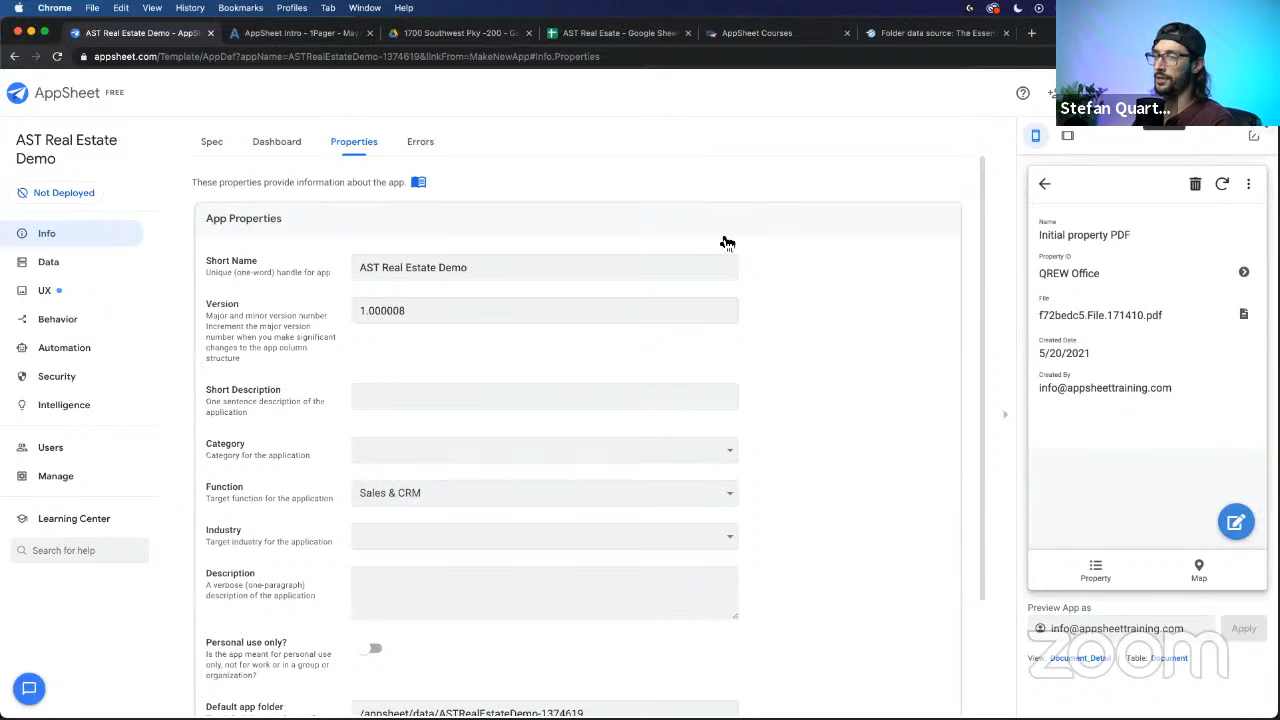 Chrome File Edit View History Bookmarks Profiles Tab Window Help
AST Real Estate Demo - AppSh
AppSheet Intro - 1Pager - May
1700 Southwest Pky -200 - Go
AST Real Esate - Google Shee
AppSheet Courses
Folder data source: The Essen
appsheet.com/Template/AppDef?appName=ASTRealEstateDemo-1374619&linkFrom=MakeNewApp#Info.Properties
AppSheet FREE
Stefan Quart...
AST Real Estate
Demo
Not Deployed
Info
Data
UX
Behavior
Automation
Security
Intelligence
Users
Manage
Learning Center
Search for help
Spec Dashboard Properties Errors
These properties provide information about the app.
App Properties
Short Name
Unique (one-word) handle for app
AST Real Estate Demo
Version
Major and minor version number.
Increment the major version
number when you make significant
changes to the app column
structure
1.000008
Short Description
One sentence description of the
application
Category
Category for the application
Function
Target function for the application
Sales & CRM
Industry
Target industry for the application
Description
A verbose (one-paragraph)
description of the application
Personal use only?
Is the app meant for personal use
only, not for work or in a group or
organization?
Default app folder
/appsheet/data/ASTRealEstateDemo-1374619
Name
Initial property PDF
Property ID
QREW Office
File
f72bedc5.File.171410.pdf
Created Date
5/20/2021
Created By
info@appsheettraining.com
Property
Map
Preview App as
info@appsheettraining.com
Apply
View: Document_Detail | Table: Document
zoom